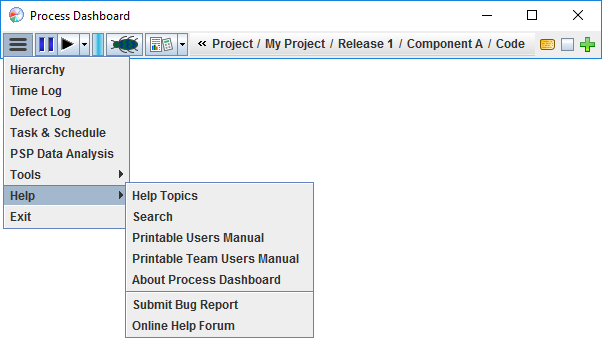 Process Dashboard
« Project / My Project / Release 1 / Component A / Code
Hierarchy
Time Log
Defect Log
Task & Schedule
PSP Data Analysis
Tools
Help
Exit
Help Topics
Search
Printable Users Manual
Printable Team Users Manual
About Process Dashboard
Submit Bug Report
Online Help Forum